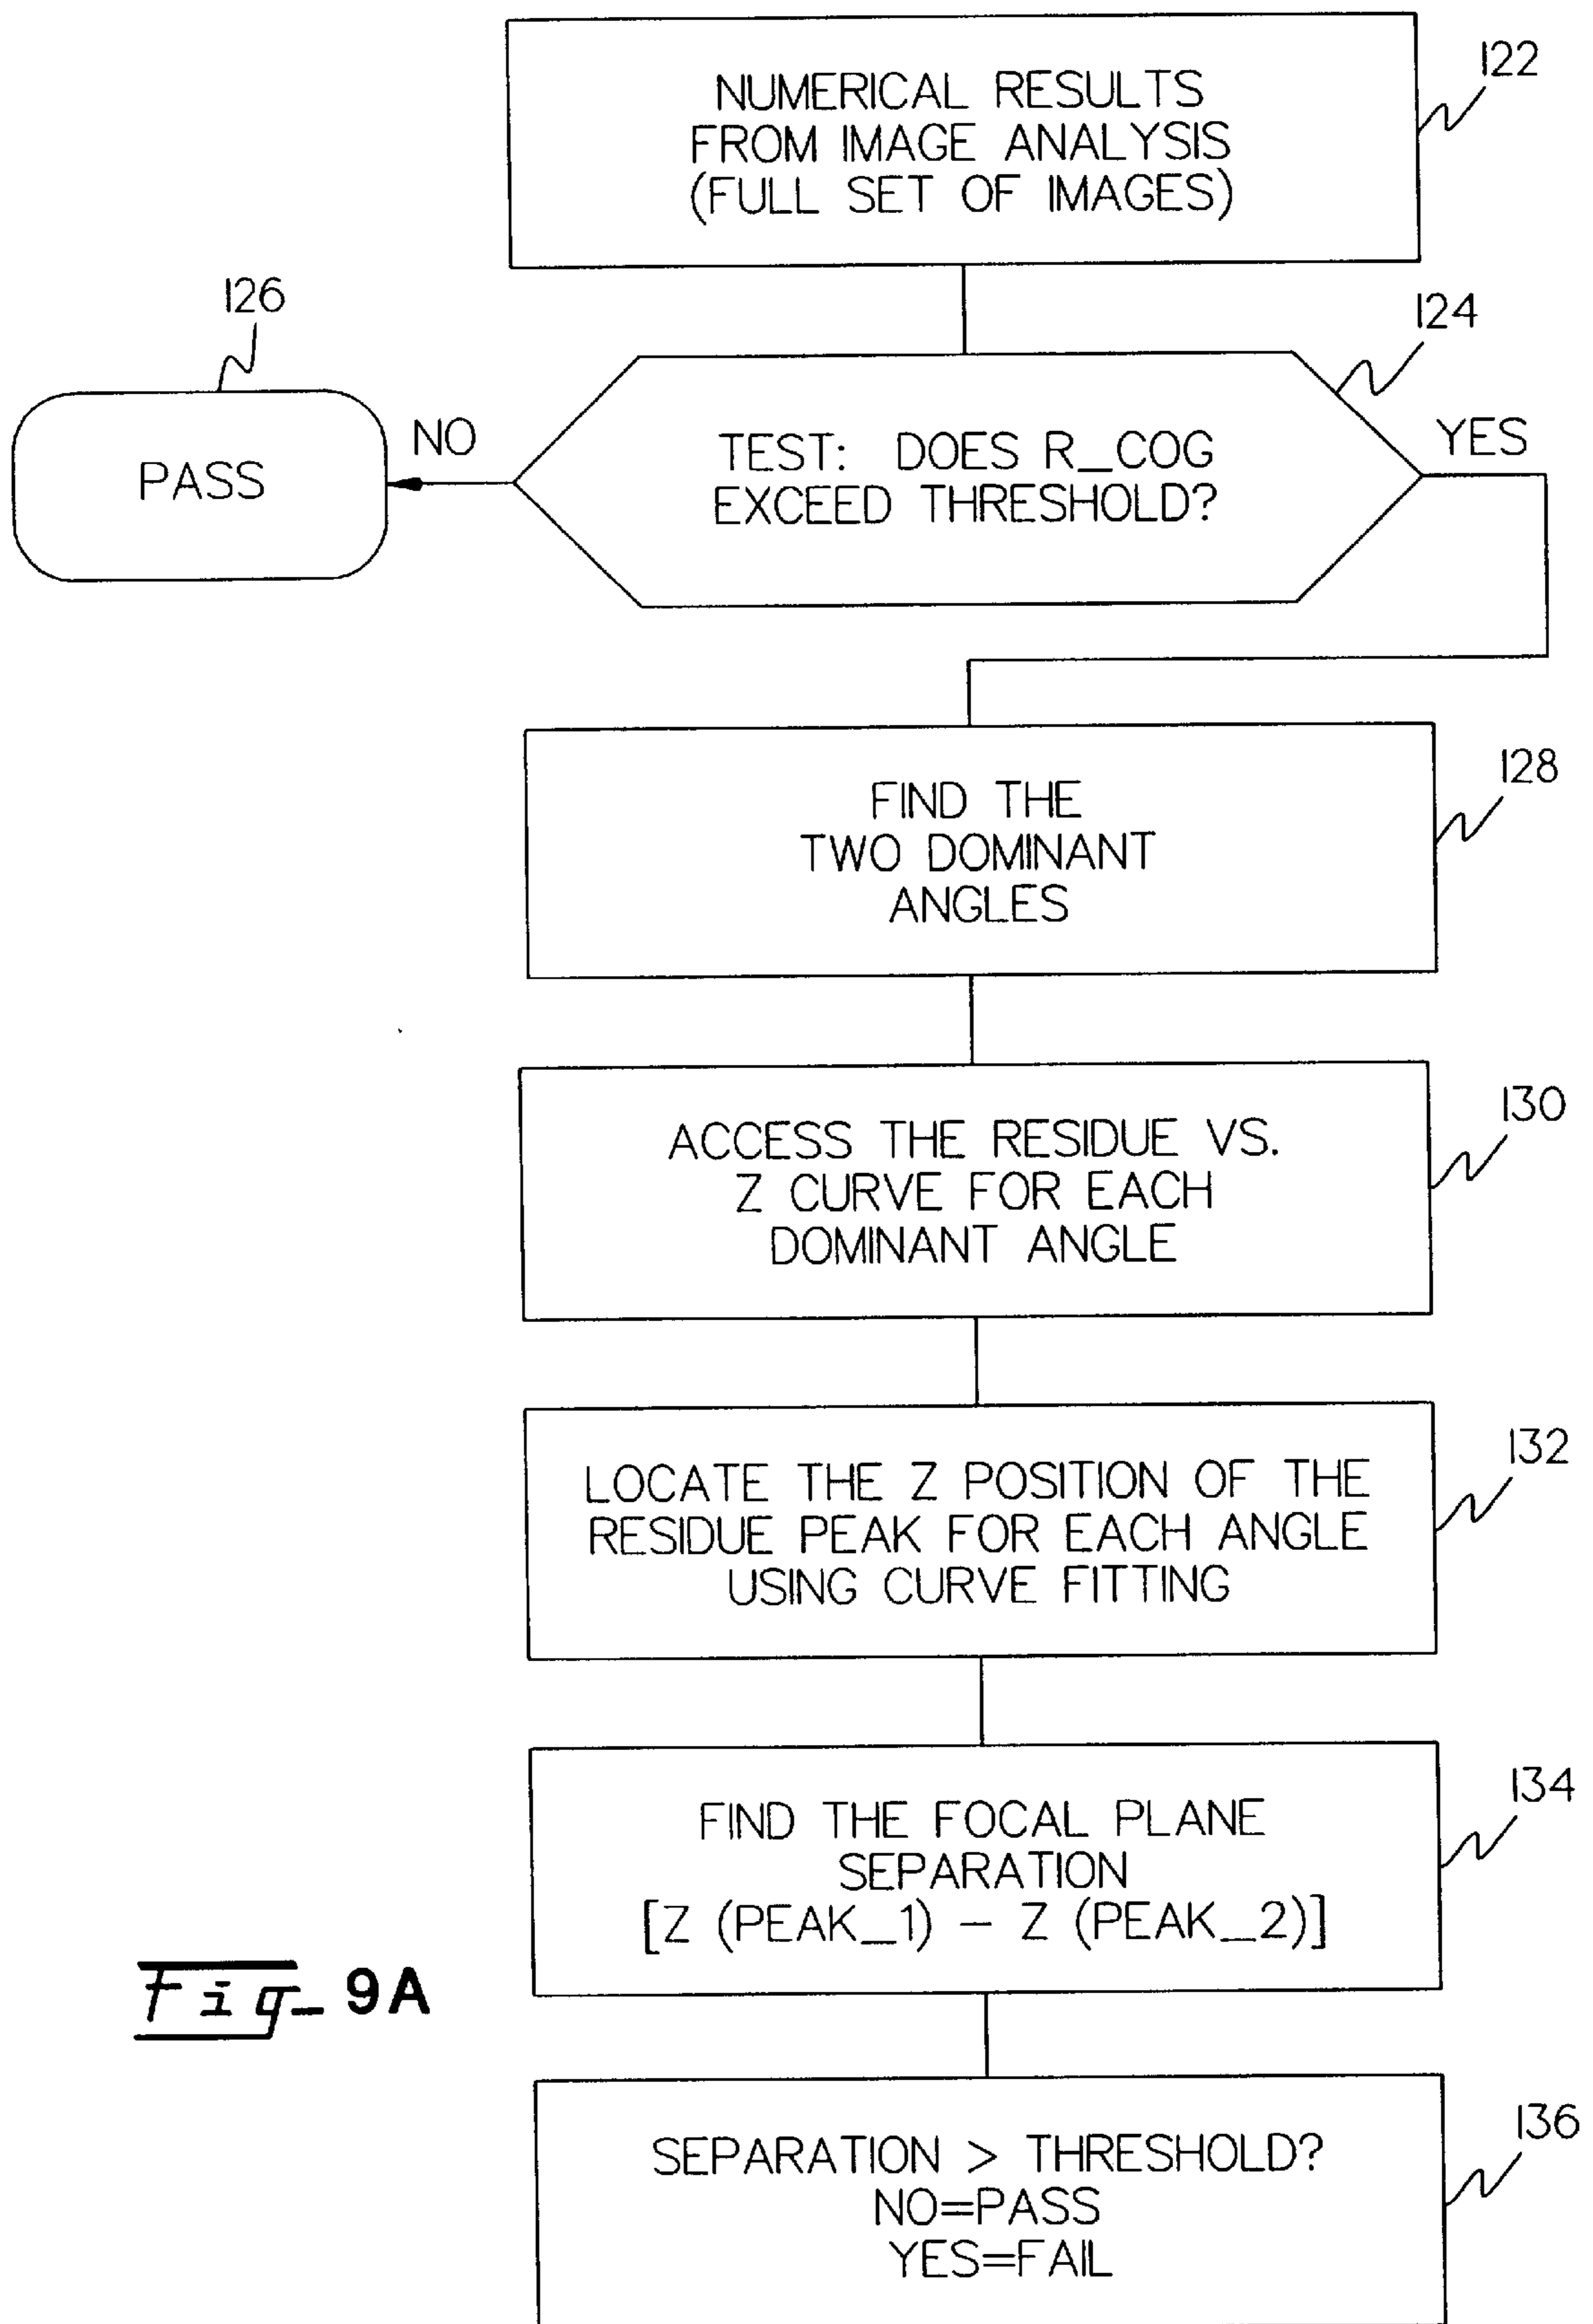 122
NUMERICAL RESULTS
FROM IMAGE ANALYSIS
(FULL SET OF IMAGES)
126
124
PASS
NO
TEST: DOES R_COG
EXCEED THRESHOLD?
YES
128
FIND THE
TWO DOMINANT
ANGLES
130
ACCESS THE RESIDUE VS.
Z CURVE FOR EACH
DOMINANT ANGLE
132
LOCATE THE Z POSITION OF THE
RESIDUE PEAK FOR EACH ANGLE
USING CURVE FITTING
134
FIND THE FOCAL PLANE
SEPARATION
[Z (PEAK_1) – Z (PEAK_2)]
Fig_ 9A
136
SEPARATION > THRESHOLD?
NO=PASS
YES=FAIL